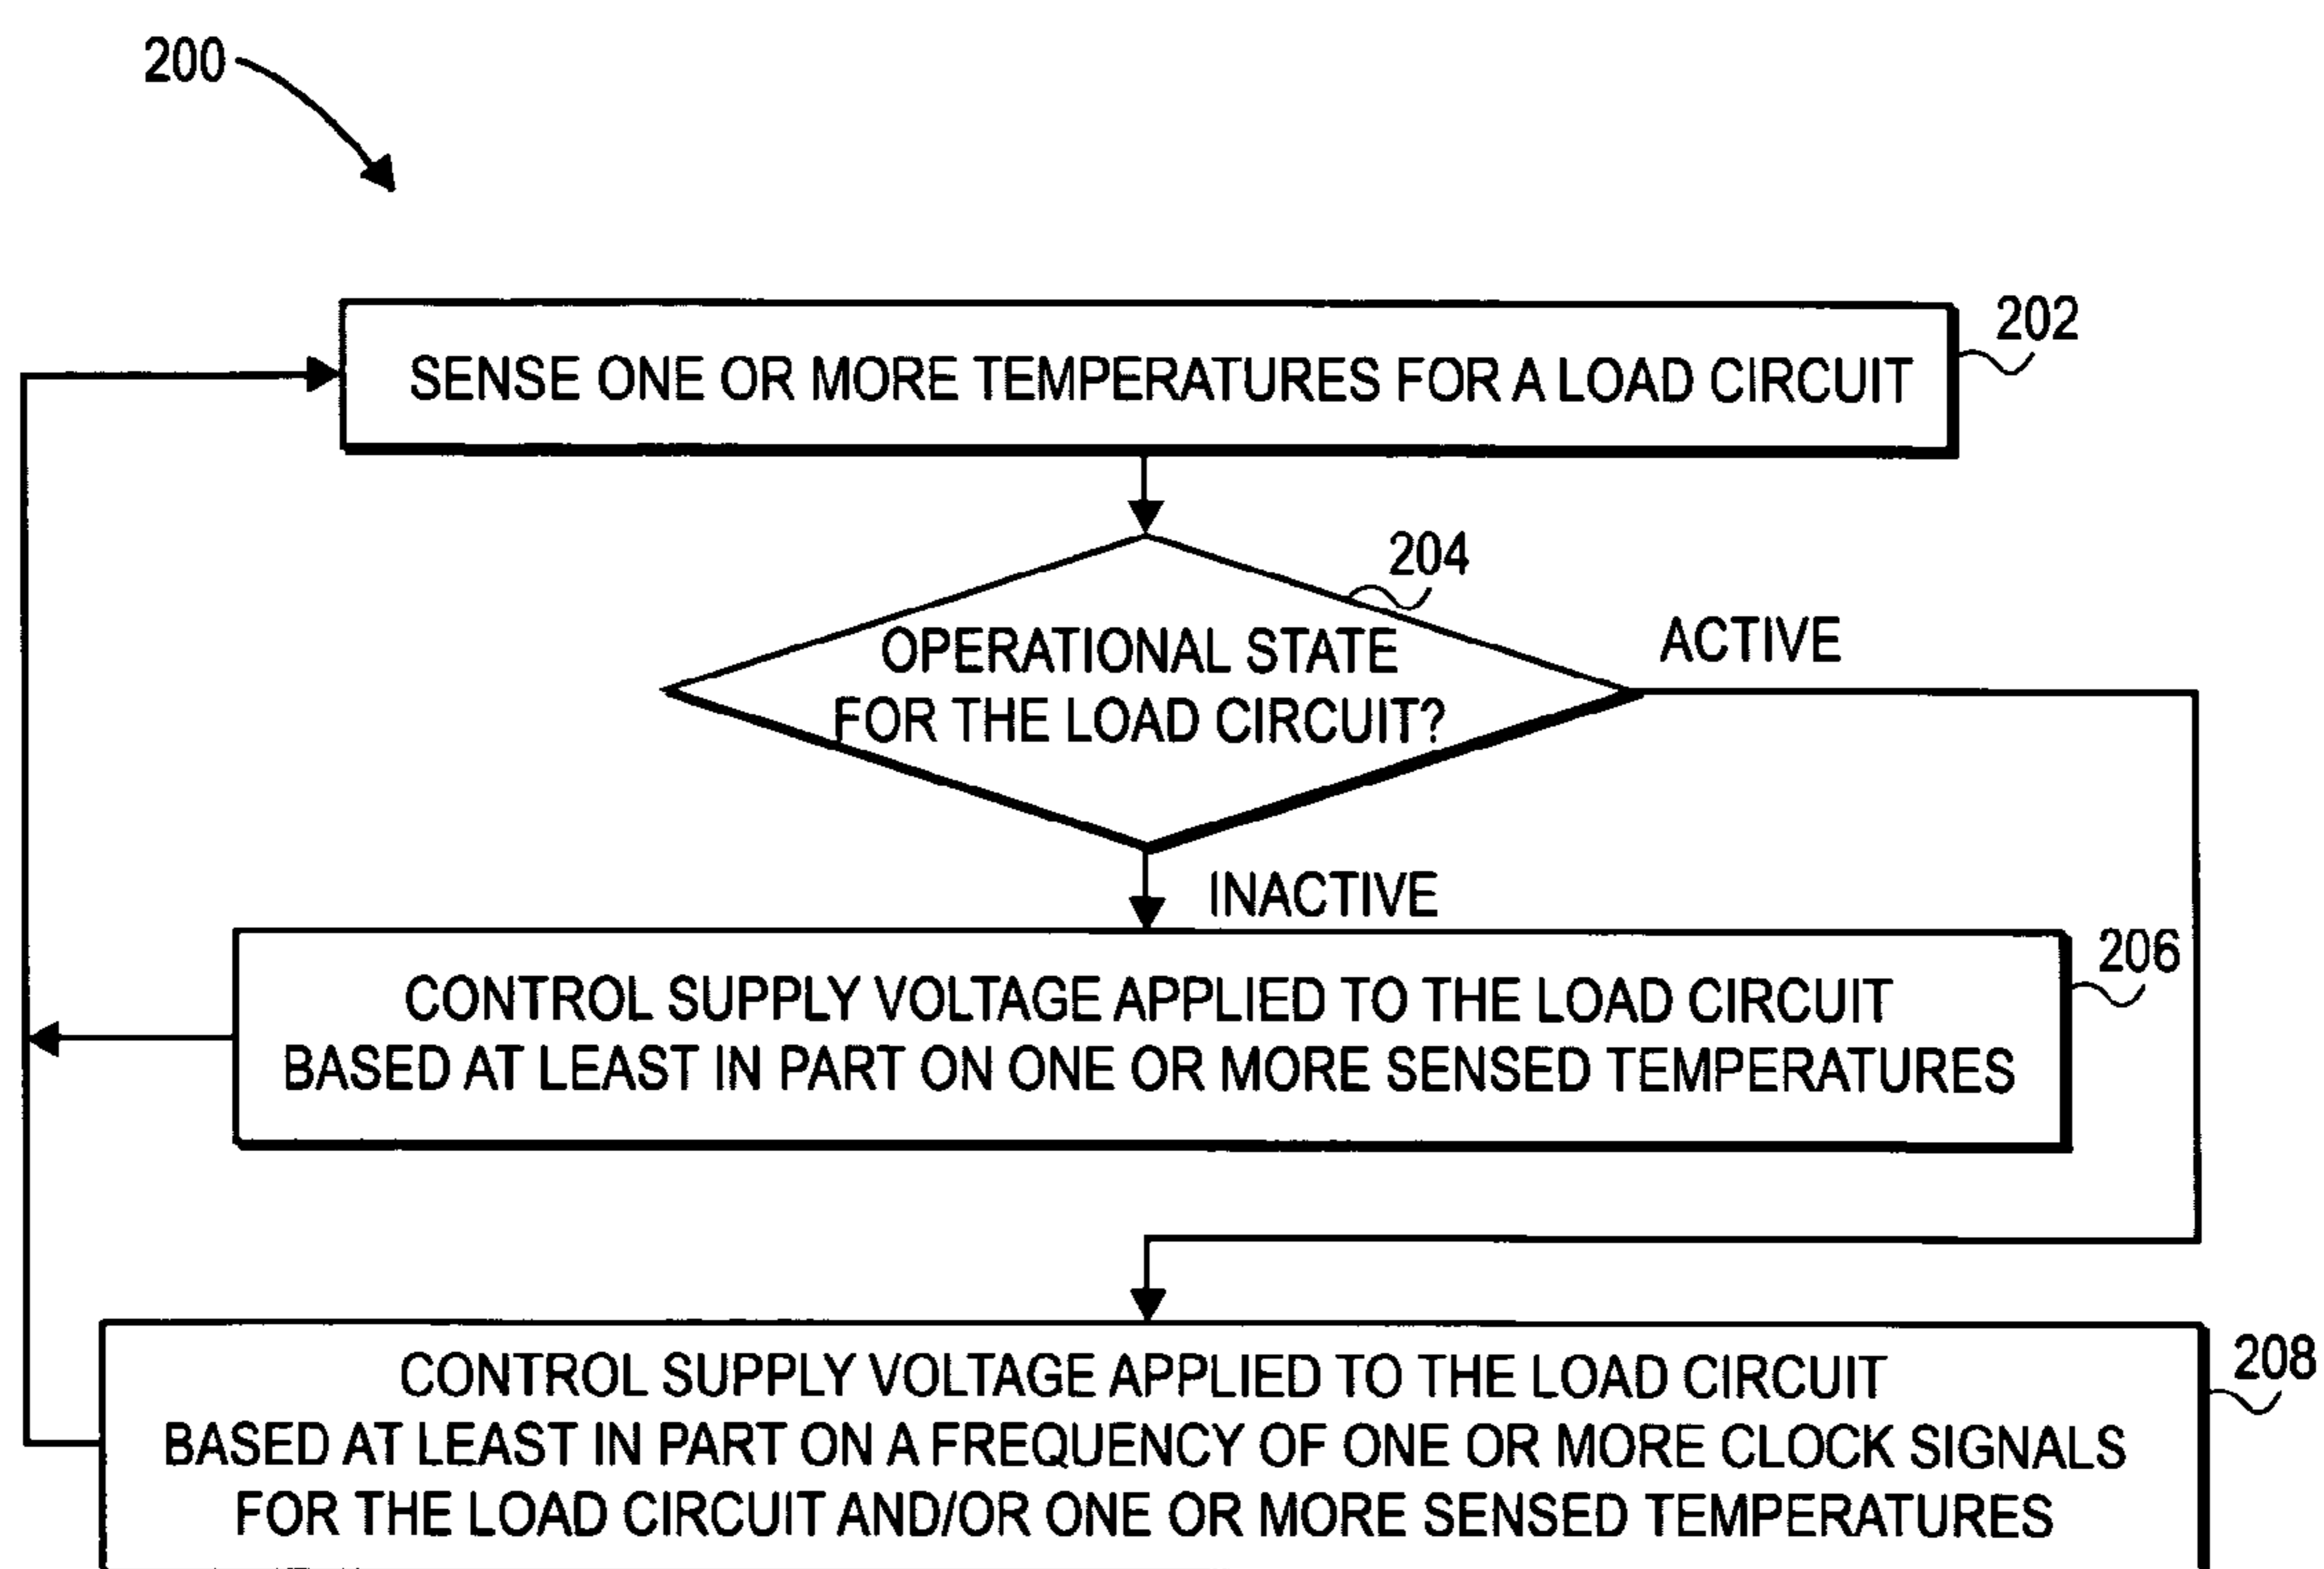 200
202
SENSE ONE OR MORE TEMPERATURES FOR A LOAD CIRCUIT
204
OPERATIONAL STATE
FOR THE LOAD CIRCUIT?
ACTIVE
INACTIVE
206
CONTROL SUPPLY VOLTAGE APPLIED TO THE LOAD CIRCUIT
BASED AT LEAST IN PART ON ONE OR MORE SENSED TEMPERATURES
208
CONTROL SUPPLY VOLTAGE APPLIED TO THE LOAD CIRCUIT
BASED AT LEAST IN PART ON A FREQUENCY OF ONE OR MORE CLOCK SIGNALS
FOR THE LOAD CIRCUIT AND/OR ONE OR MORE SENSED TEMPERATURES